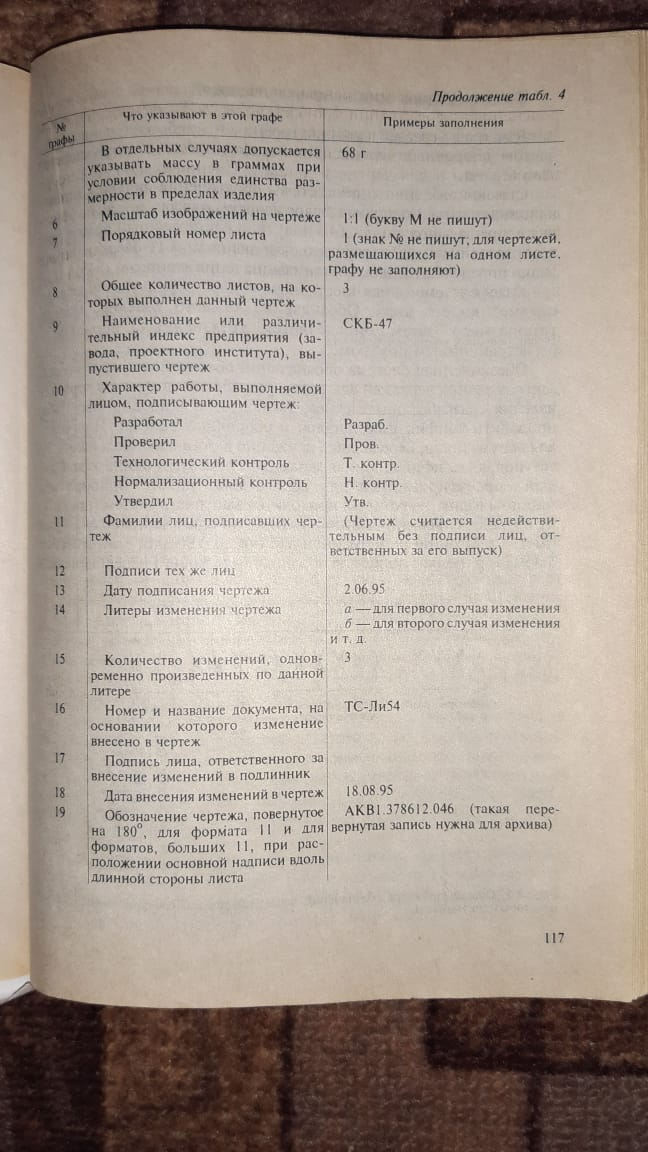 Продолжение табл. 4
№ графы Что указывают в этой графе Примеры заполнения
В отдельных случаях допускается 68 г
указывать массу в граммах при
условии соблюдения единства раз-
мерности в пределах изделия
6 Масштаб изображений на чертеже 1:1 (букву М не пишут)
7 Порядковый номер листа 1 (знак № не пишут; для чертежей,
размещающихся на одном листе,
графу не заполняют)
8 Общее количество листов, на ко- 3
торых выполнен данный чертеж
9 Наименование или различи- СКБ-47
тельный индекс предприятия (за-
вода, проектного института), вы-
пустившего чертеж
10 Характер работы, выполняемой
лицом, подписывающим чертеж:
Разработал Разраб.
Проверил Пров.
Технологический контроль Т. контр.
Нормализационный контроль Н. контр.
Утвердил Утв.
11 Фамилии лиц, подписавших чер- (Чертеж считается недействи-
теж тельным без подписи лиц, от-
ветственных за его выпуск)
12 Подписи тех же лиц
13 Дату подписания чертежа 2.06.95
14 Литеры изменения чертежа а — для первого случая изменения
б — для второго случая изменения
и т. д.
15 Количество изменений, однов- 3
ременно произведенных по данной
литере
16 Номер и название документа, на ТС-Ли54
основании которого изменение
внесено в чертеж
17 Подпись лица, ответственного за
внесение изменений в подлинник
18 Дата внесения изменений в чертеж 18.08.95
19 Обозначение чертежа, повернутое АКВ1.378612.046 (такая пере-
на 180°, для формата 11 и для вернутая запись нужна для архива)
форматов, больших 11, при рас-
положении основной надписи вдоль
длинной стороны листа
117